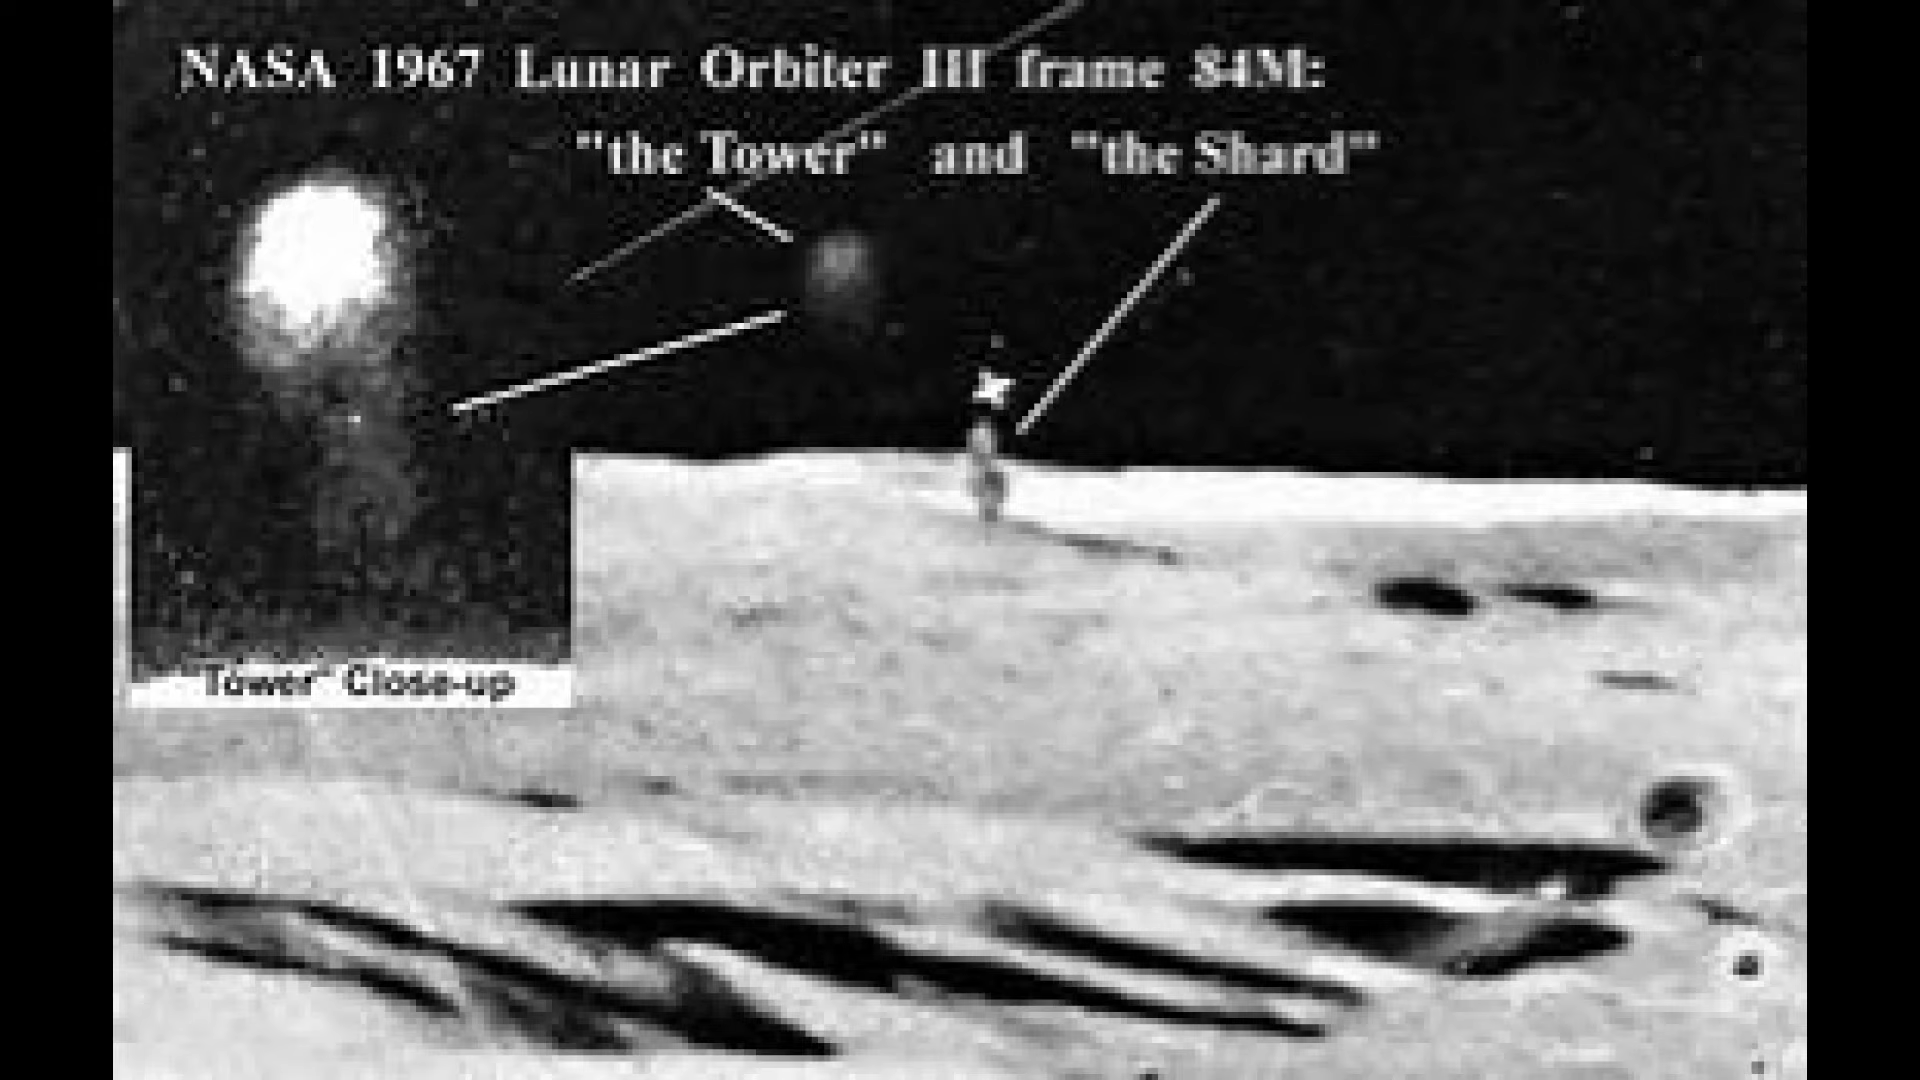 NASA 1967 Lunar Orbiter III frame 84M:
"the Tower" and "the Shard"
"Tower" Close-up